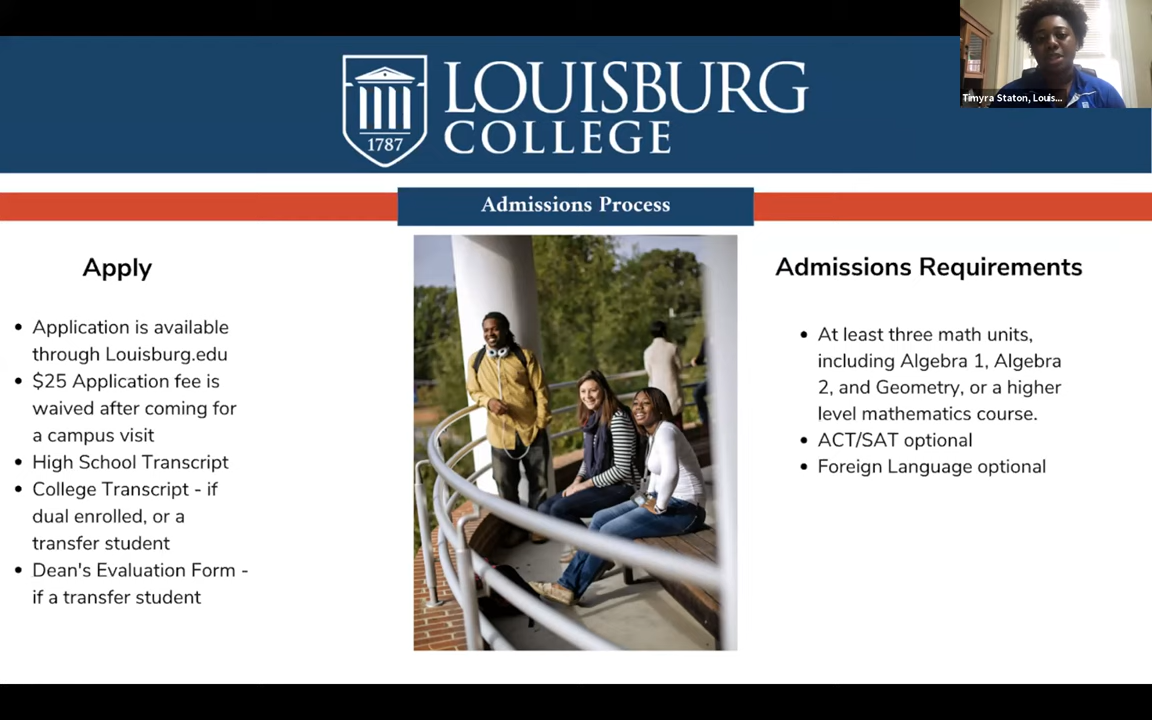 LOUISBURG
COLLEGE
1787
Timyra Staton, Louis...
Admissions Process
Apply
• Application is available
through Louisburg.edu
• $25 Application fee is
waived after coming for
a campus visit
• High School Transcript
• College Transcript - if
dual enrolled, or a
transfer student
• Dean's Evaluation Form -
if a transfer student
Admissions Requirements
• At least three math units,
including Algebra 1, Algebra
2, and Geometry, or a higher
level mathematics course.
• ACT/SAT optional
• Foreign Language optional